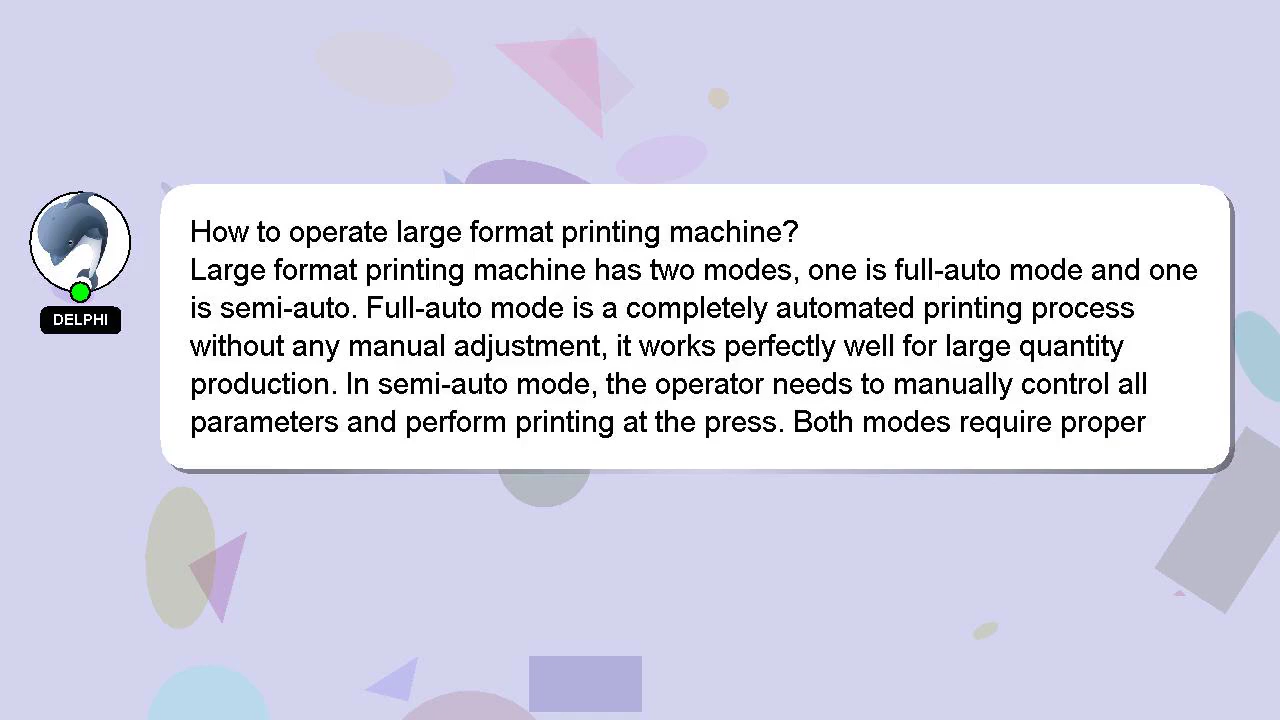 How to operate large format printing machine?
Large format printing machine has two modes, one is full-auto mode and one
is semi-auto. Full-auto mode is a completely automated printing process
without any manual adjustment, it works perfectly well for large quantity
production. In semi-auto mode, the operator needs to manually control all
parameters and perform printing at the press. Both modes require proper
DELPHI